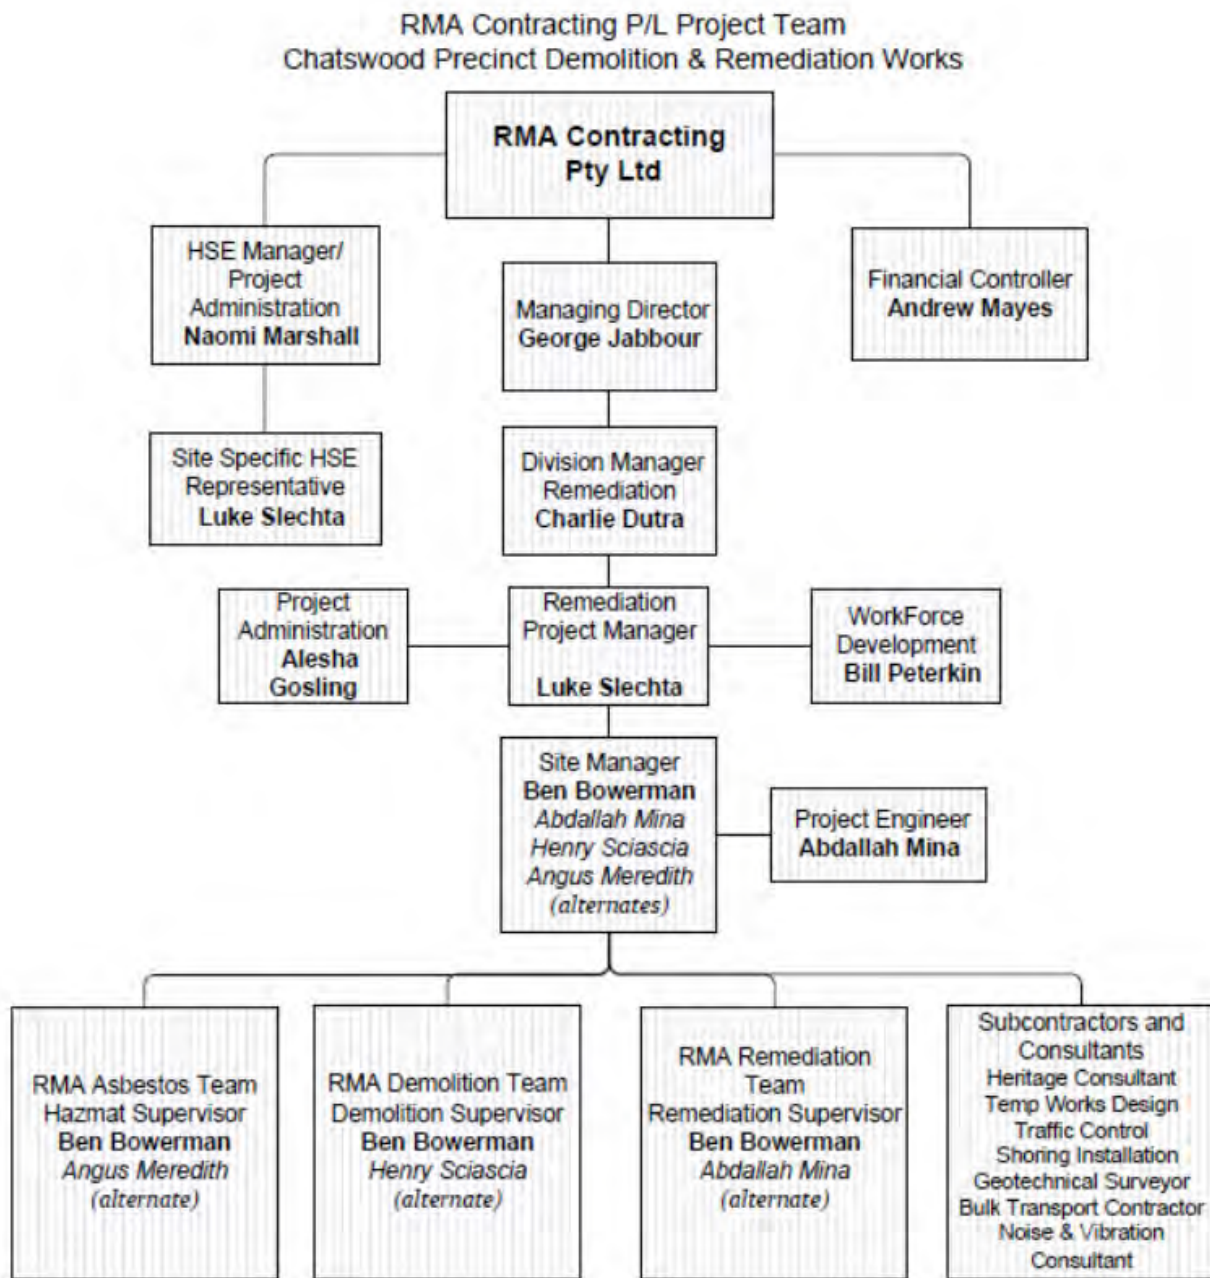 RMA Contracting P/L Project Team
Chatswood Precinct Demolition & Remediation Works
RMA Contracting
Pty Ltd
HSE Manager/
Project
Administration
Naomi Marshall
Managing Director
George Jabbour
Financial Controller
Andrew Mayes
Site Specific HSE
Representative
Luke Slechta
Division Manager
Remediation
Charlie Dutra
Project
Administration
Alesha
Gosling
Remediation
Project Manager
Luke Slechta
WorkForce
Development
Bill Peterkin
Site Manager
Ben Bowerman
Abdallah Mina
Henry Sciascia
Angus Meredith
(alternates)
Project Engineer
Abdallah Mina
RMA Asbestos Team
Hazmat Supervisor
Ben Bowerman
Angus Meredith
(alternate)
RMA Demolition Team
Demolition Supervisor
Ben Bowerman
Henry Sciascia
(alternate)
RMA Remediation
Team
Remediation Supervisor
Ben Bowerman
Abdallah Mina
(alternate)
Subcontractors and
Consultants
Heritage Consultant
Temp Works Design
Traffic Control
Shoring Installation
Geotechnical Surveyor
Bulk Transport Contractor
Noise & Vibration
Consultant